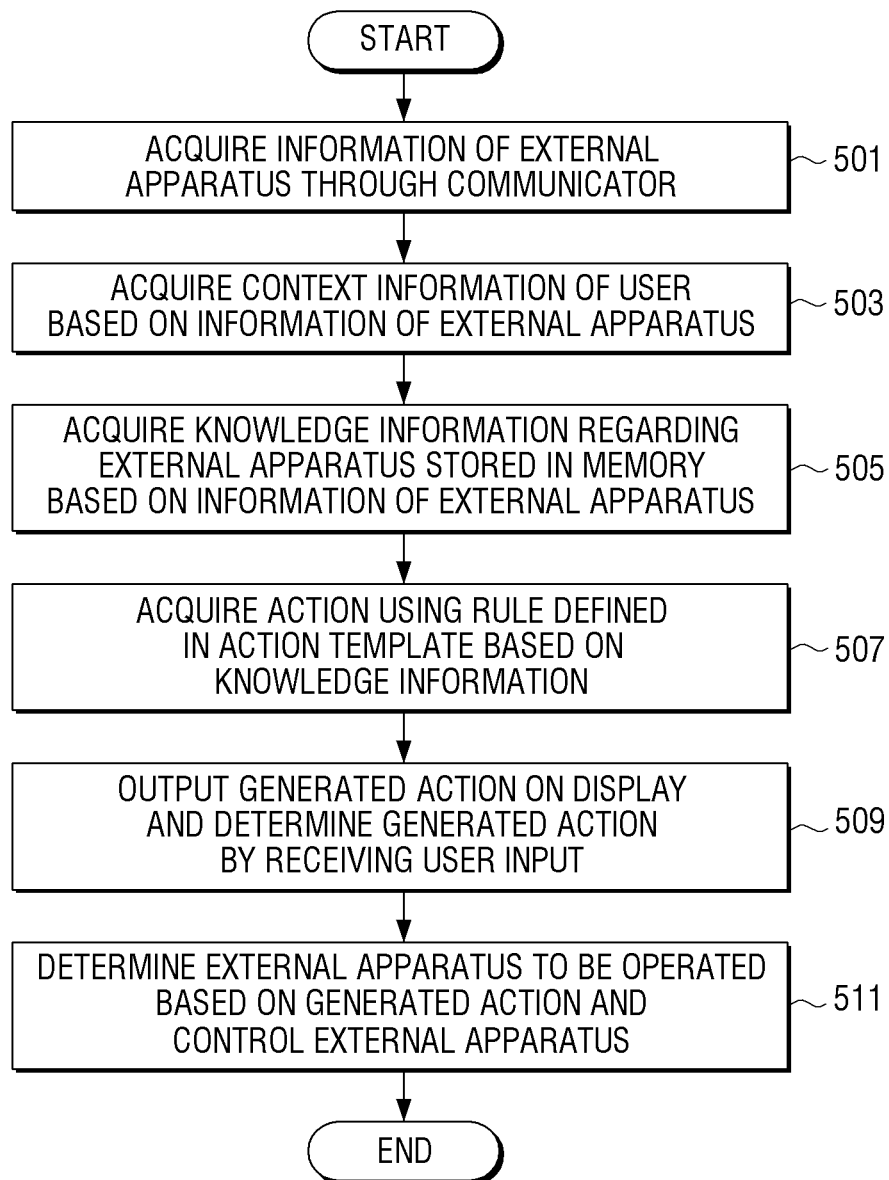 START
ACQUIRE INFORMATION OF EXTERNAL
APPARATUS THROUGH COMMUNICATOR
501
ACQUIRE CONTEXT INFORMATION OF USER
BASED ON INFORMATION OF EXTERNAL APPARATUS
503
ACQUIRE KNOWLEDGE INFORMATION REGARDING
EXTERNAL APPARATUS STORED IN MEMORY
BASED ON INFORMATION OF EXTERNAL APPARATUS
505
ACQUIRE ACTION USING RULE DEFINED
IN ACTION TEMPLATE BASED ON
KNOWLEDGE INFORMATION
507
OUTPUT GENERATED ACTION ON DISPLAY
AND DETERMINE GENERATED ACTION
BY RECEIVING USER INPUT
509
DETERMINE EXTERNAL APPARATUS TO BE OPERATED
BASED ON GENERATED ACTION AND
CONTROL EXTERNAL APPARATUS
511
END